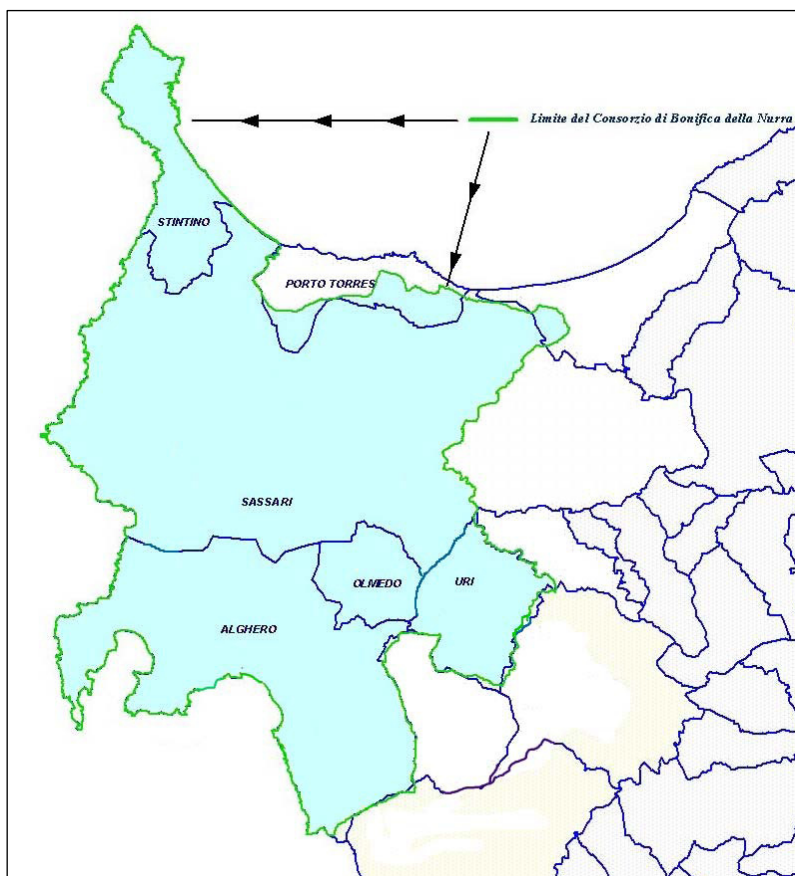 Limite del Consorzio di Bonifica della Nurra
STINTINO
PORTO TORRES
SASSARI
OLMEDO
URI
ALGHERO